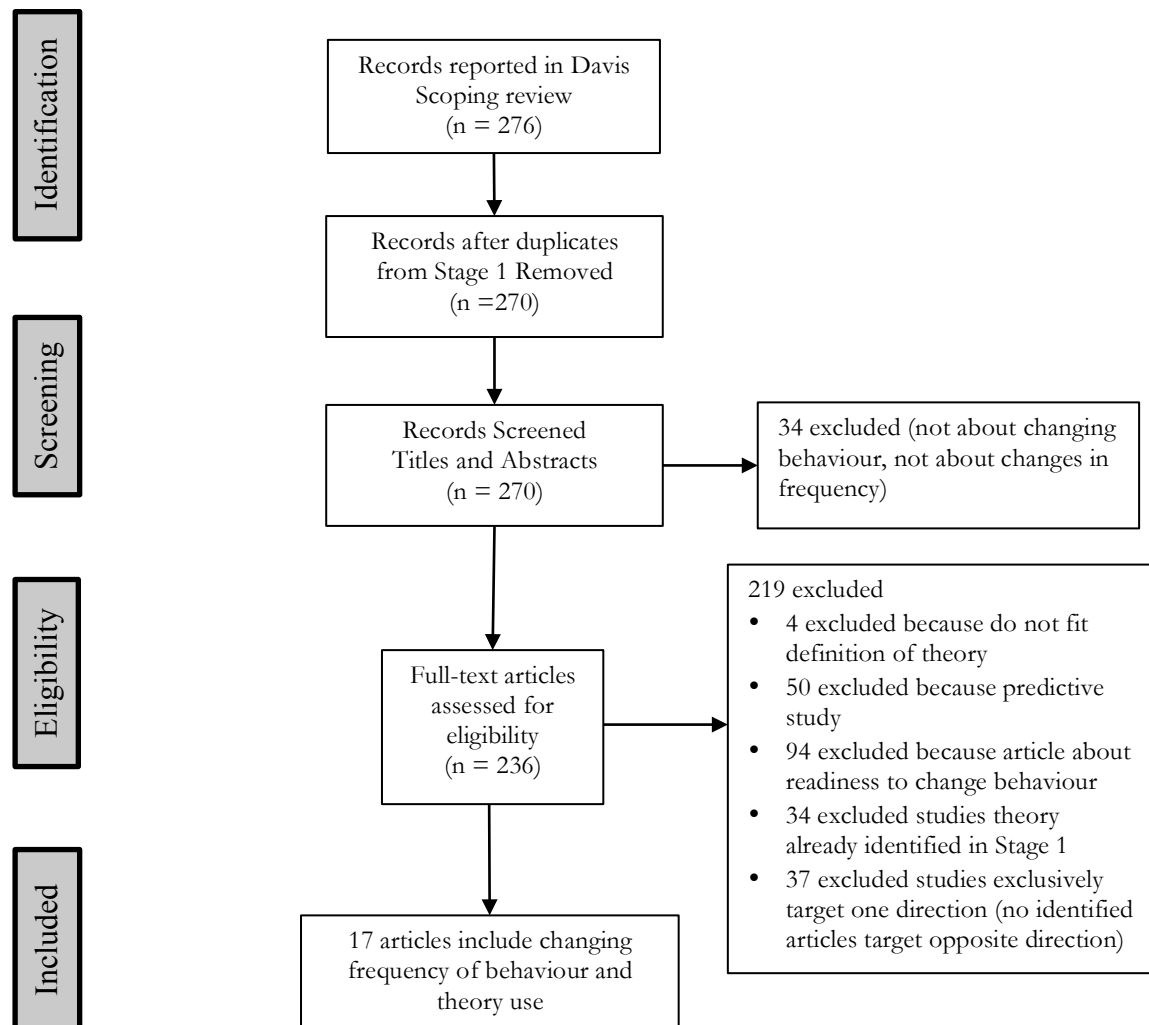 Identification
Records reported in Davis
Scoping review
(n = 276)
Records after duplicates
from Stage 1 Removed
(n =270)
Screening
Records Screened
Titles and Abstracts
(n = 270)
34 excluded (not about changing
behaviour, not about changes in
frequency)
Eligibility
Full-text articles
assessed for
eligibility
(n = 236)
219 excluded
• 4 excluded because do not fit
definition of theory
• 50 excluded because predictive
study
• 94 excluded because article about
readiness to change behaviour
• 34 excluded studies theory
already identified in Stage 1
• 37 excluded studies exclusively
target one direction (no identified
articles target opposite direction)
Included
17 articles include changing
frequency of behaviour and
theory use